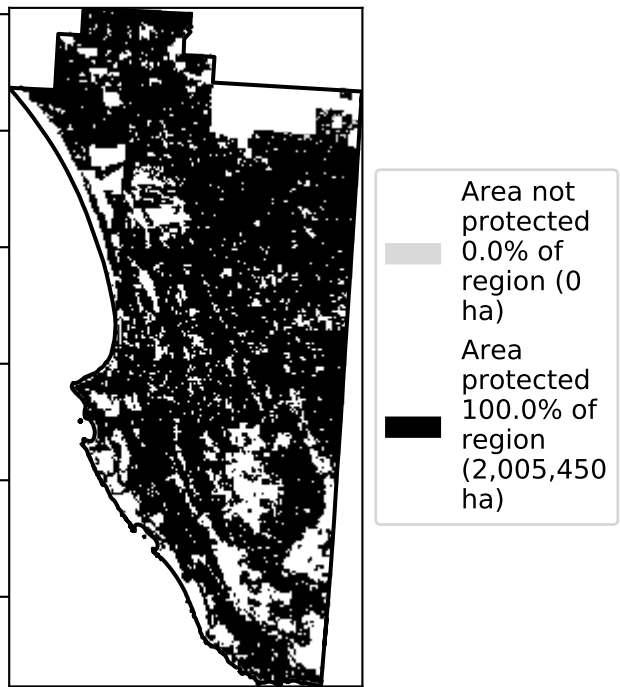 Area not
protected
0.0% of
region (0
ha)
Area
protected
100.0% of
region
(2,005,450
ha)